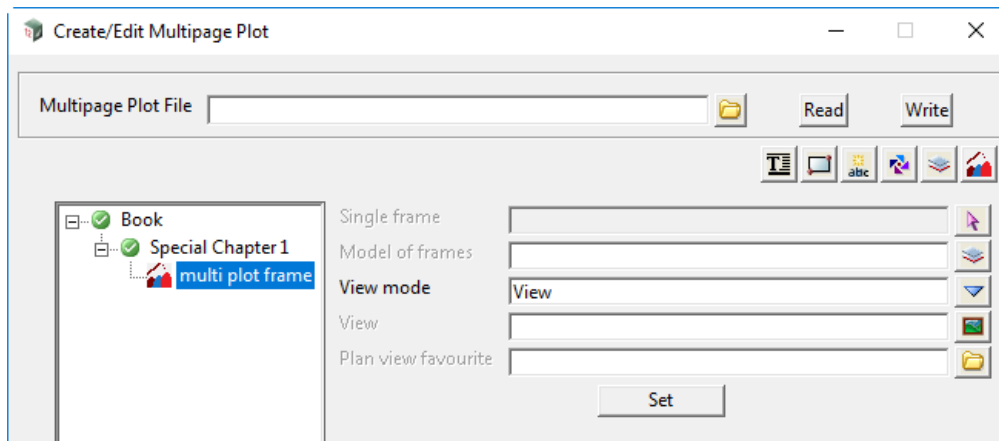 Create/Edit Multipage Plot
Multipage Plot File Read Write
T abc
Book
Special Chapter 1
multi plot frame
Single frame
Model of frames
View mode View
View
Plan view favourite
Set